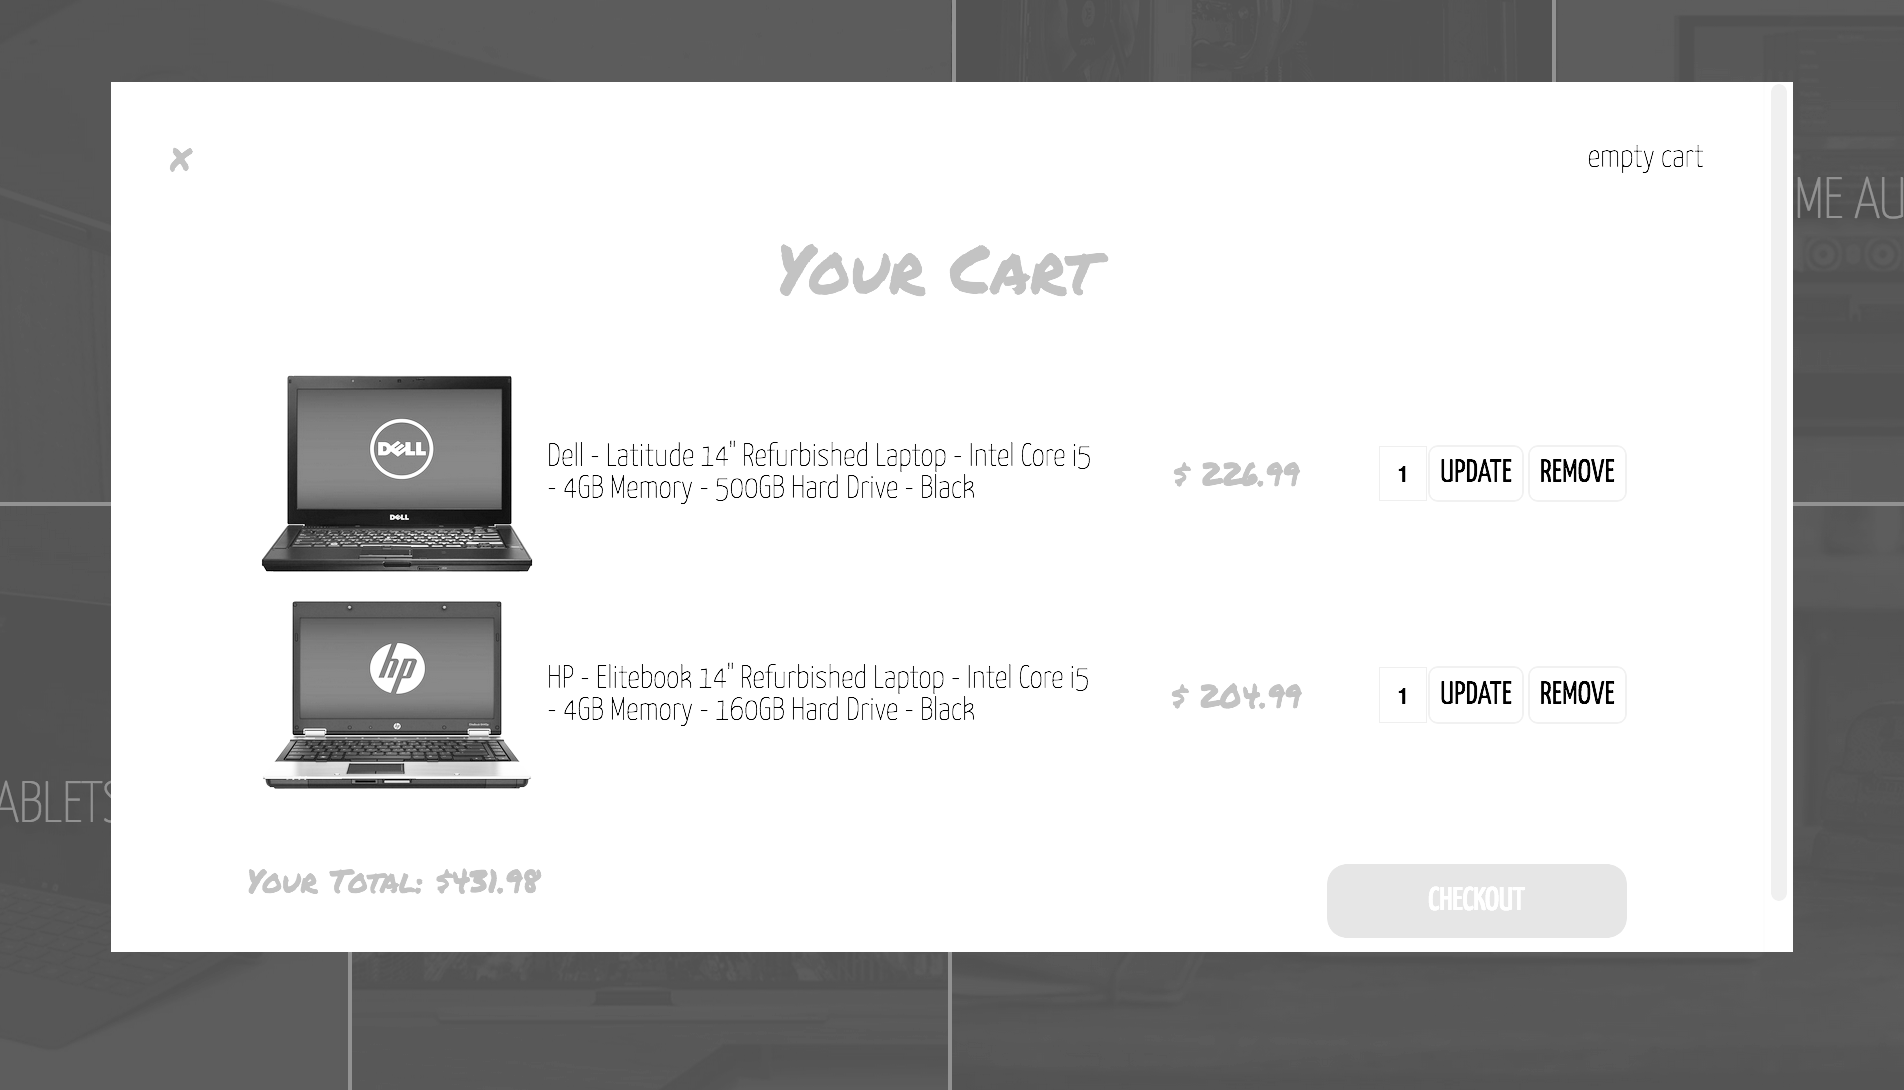 x
empty cart
ME AU
Your Cart
DELL
DELL
Dell - Latitude 14" Refurbished Laptop - Intel Core i5
- 4GB Memory - 500GB Hard Drive - Black
$ 226.99
1
UPDATE
REMOVE
hp
HP - Elitebook 14" Refurbished Laptop - Intel Core i5
- 4GB Memory - 160GB Hard Drive - Black
$ 204.99
1
UPDATE
REMOVE
ABLETS
Your Total: $431.98
CHECKOUT